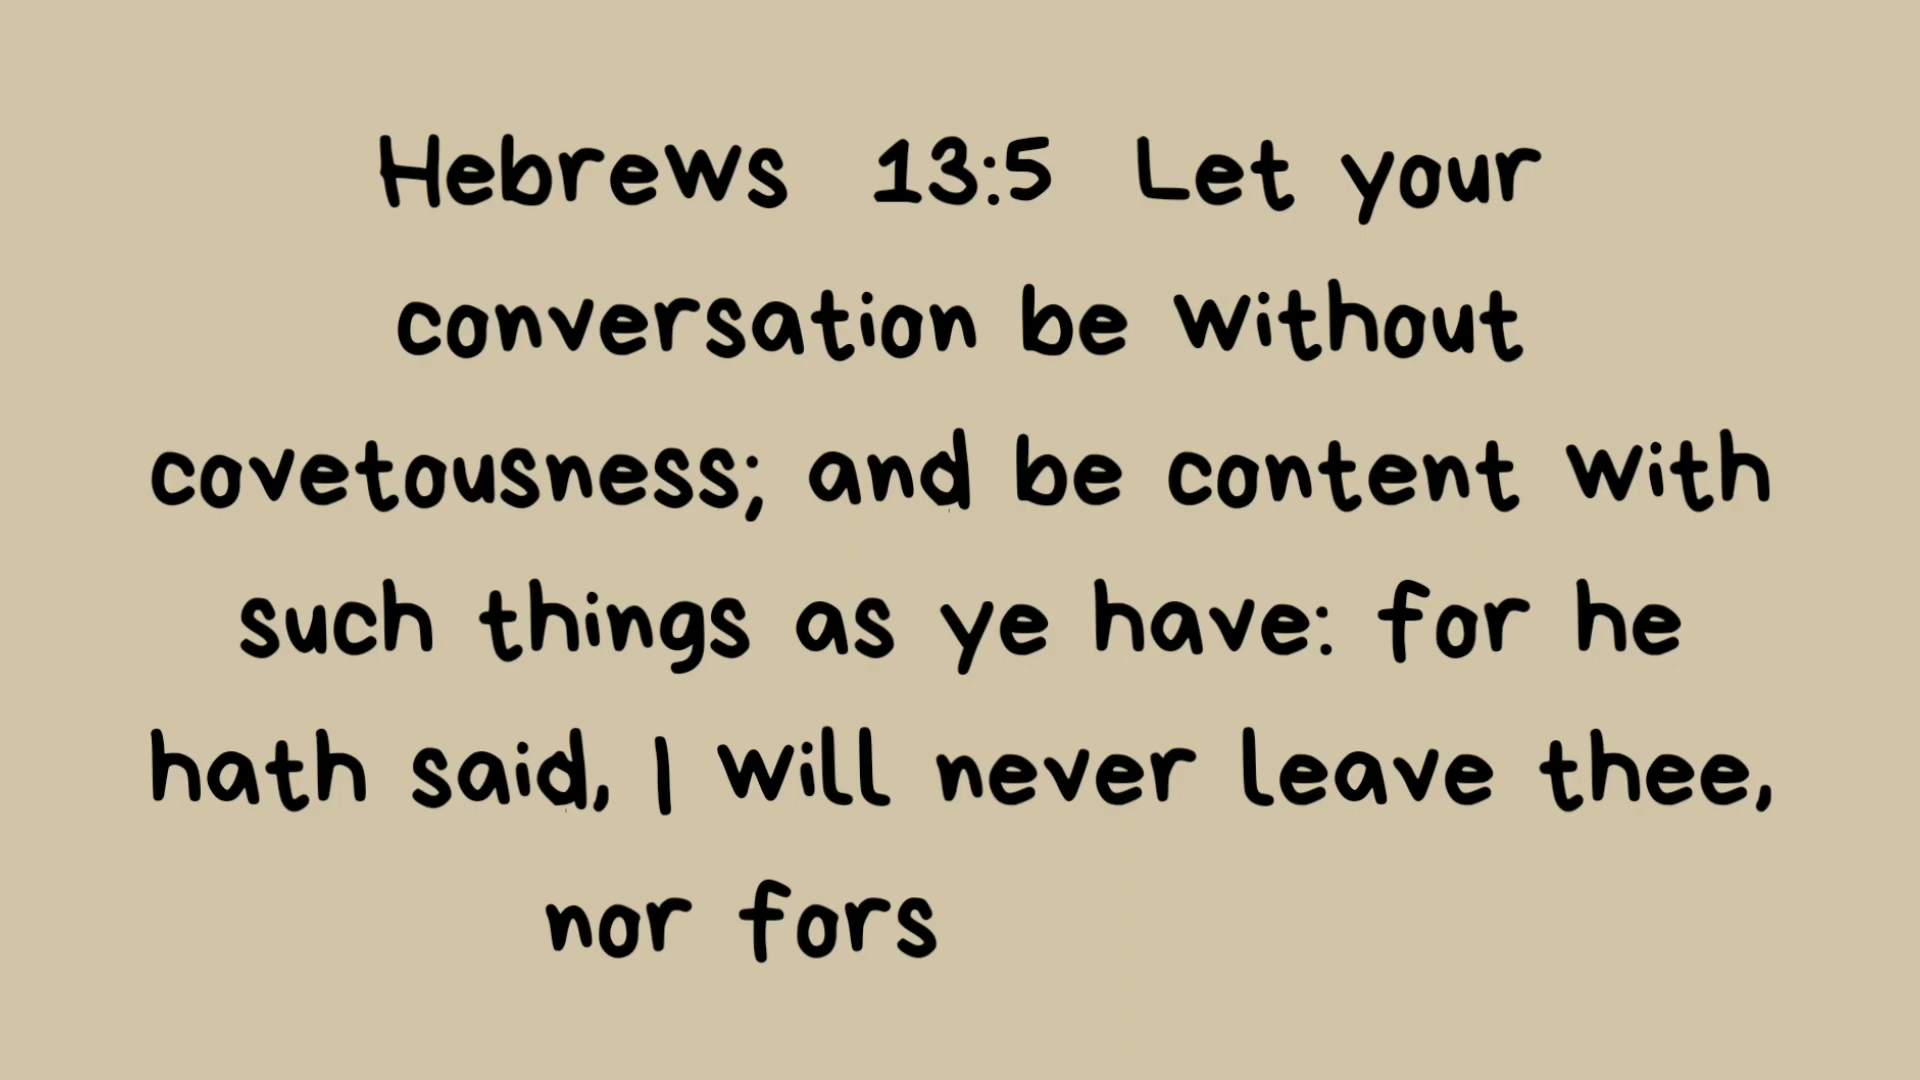 Hebrews 13:5 Let your
conversation be without
covetousness; and be content with
such things as ye have: for he
hath said, I will never leave thee,
nor fors